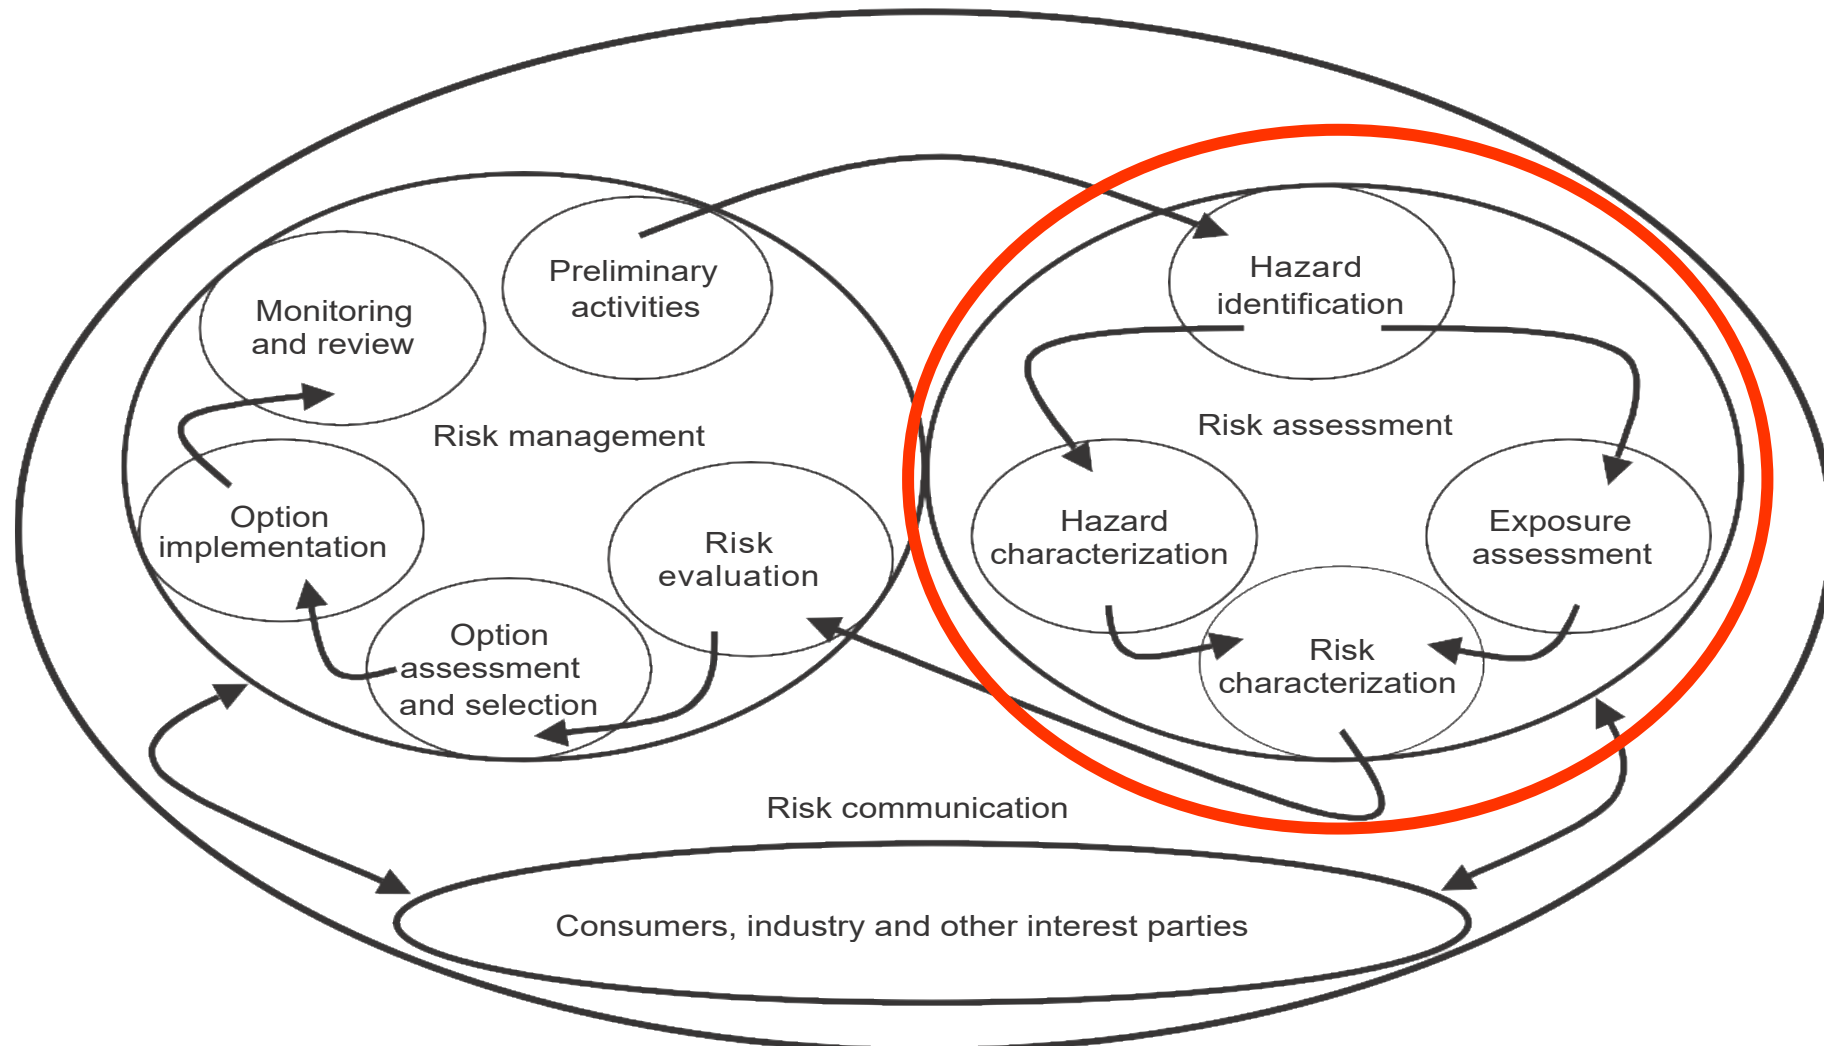 Preliminary
activities
Monitoring
and review
Risk management
Option
implementation
Risk
evaluation
Option
assessment
and selection
Hazard
identification
Risk assessment
Hazard
characterization
Exposure
assessment
Risk
characterization
Risk communication
Consumers, industry and other interest parties